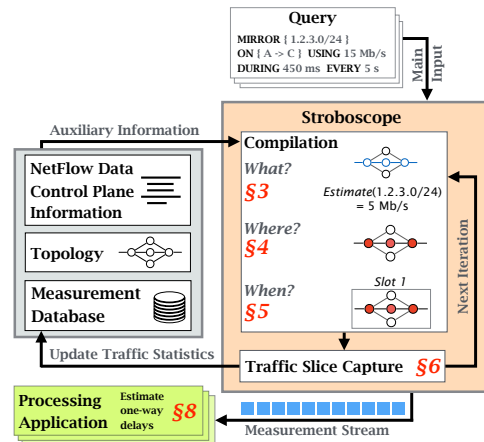 Query
MIRROR { 1.2.3.0/24 }
ON { A -> C } USING 15 Mb/s
DURING 450 ms EVERY 5 s
Main
Input
Stroboscope
Auxiliary Information
Compilation
What?
§3
Estimate(1.2.3.0/24)
= 5 Mb/s
Where?
§4
When?
§5
Slot 1
Next Iteration
NetFlow Data
Control Plane
Information
Topology
Measurement
Database
Update Traffic Statistics
Traffic Slice Capture §6
Processing
Application
Estimate
one-way
delays
§8
Measurement Stream